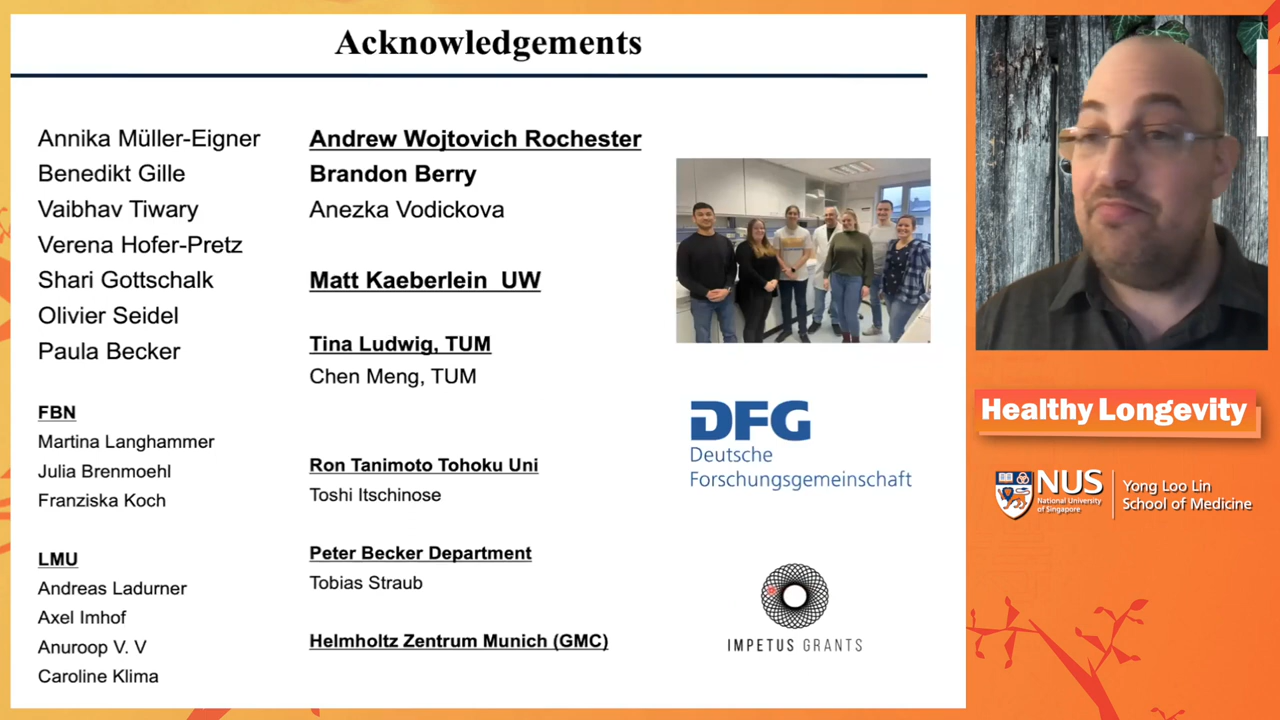 Acknowledgements
Annika Müller-Eigner
Benedikt Gille
Vaibhav Tiwary
Verena Hofer-Pretz
Shari Gottschalk
Olivier Seidel
Paula Becker
FBN
Martina Langhammer
Julia Brenmoehl
Franziska Koch
LMU
Andreas Ladurner
Axel Imhof
Anuroop V. V
Caroline Klima
Andrew Wojtovich Rochester
Brandon Berry
Anezka Vodickova
Matt Kaeberlein  UW
Tina Ludwig, TUM
Chen Meng, TUM
Ron Tanimoto Tohoku Uni
Toshi Itschinose
Peter Becker Department
Tobias Straub
Helmholtz Zentrum Munich (GMC)
DFG
Deutsche
Forschungsgemeinschaft
IMPETUS GRANTS
Healthy Longevity
NUS
National University
of Singapore
Yong Loo Lin
School of Medicine